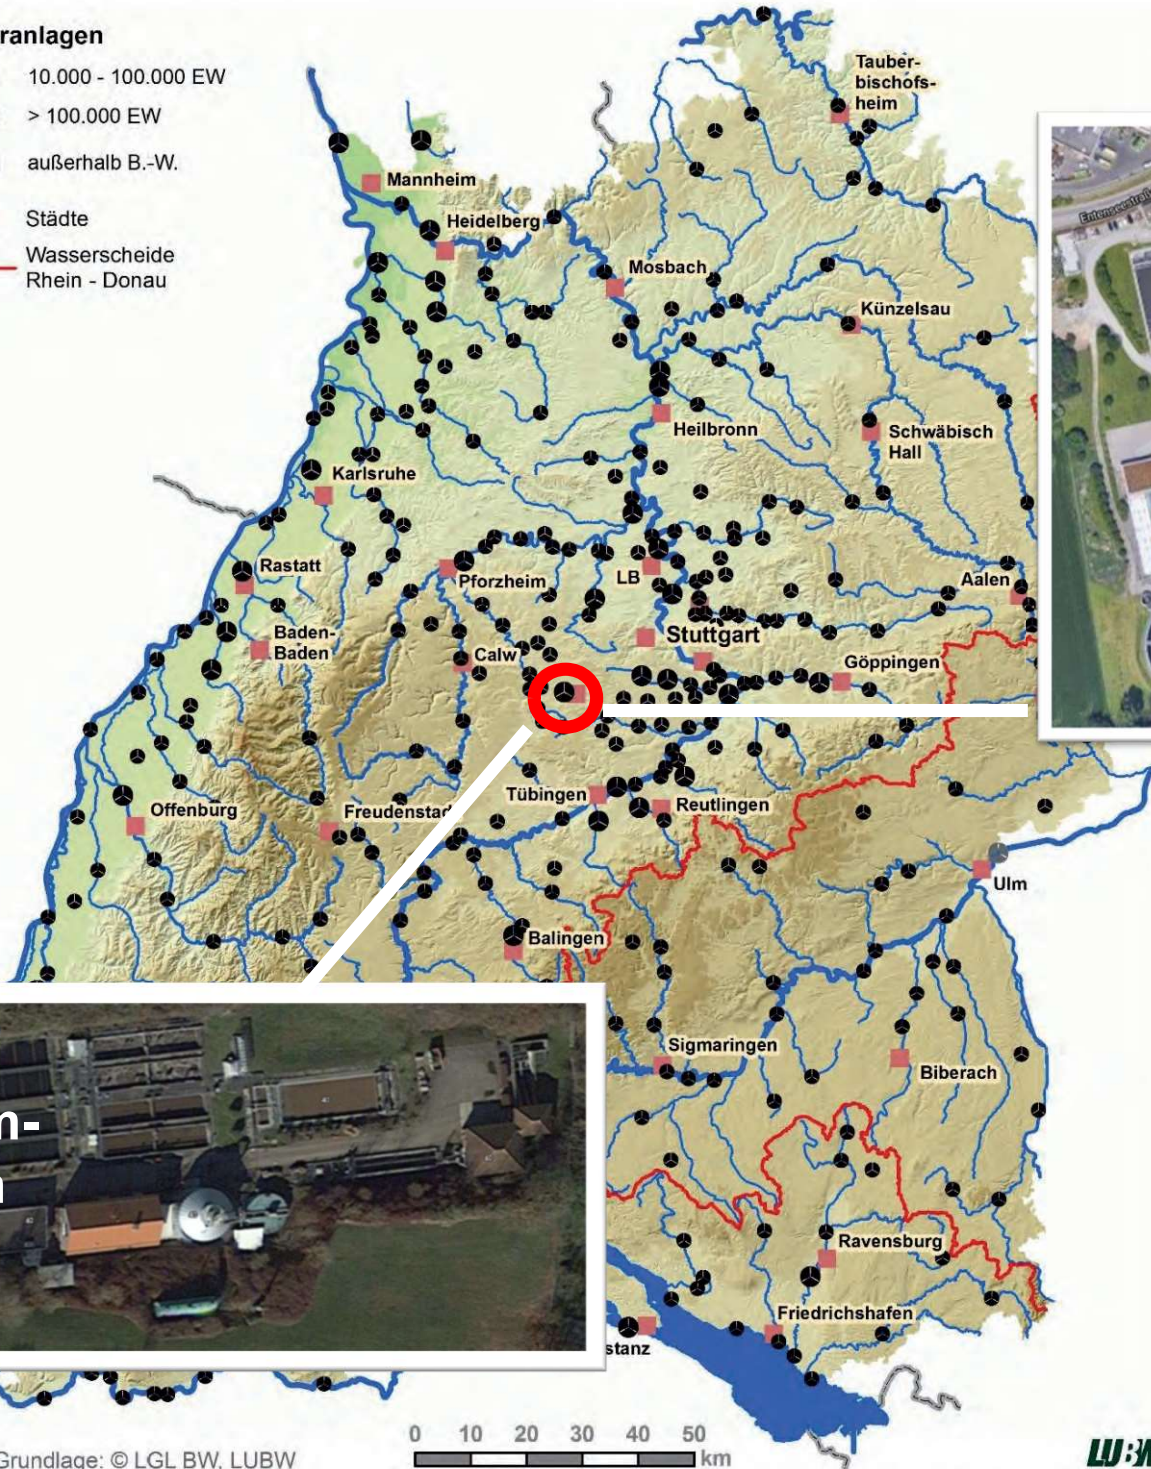 ranlagen
10.000 - 100.000 EW
> 100.000 EW
außerhalb B.-W.
Städte
Wasserscheide
Rhein - Donau
Tauber-
bischofs-
heim
Mannheim
Heidelberg
Mosbach
Künzelsau
Heilbronn
Schwäbisch
Hall
Karlsruhe
Rastatt
Pforzheim
LB
Aalen
Baden-
Baden
Calw
Stuttgart
Göppingen
Tübingen
Reutlingen
Offenburg
Freudenstad
Ulm
Balingen
Sigmaringen
Biberach
n-
Ravensburg
Friedrichshafen
stanz
0 10 20 30 40 50
km
Grundlage: © LGL BW, LUBW